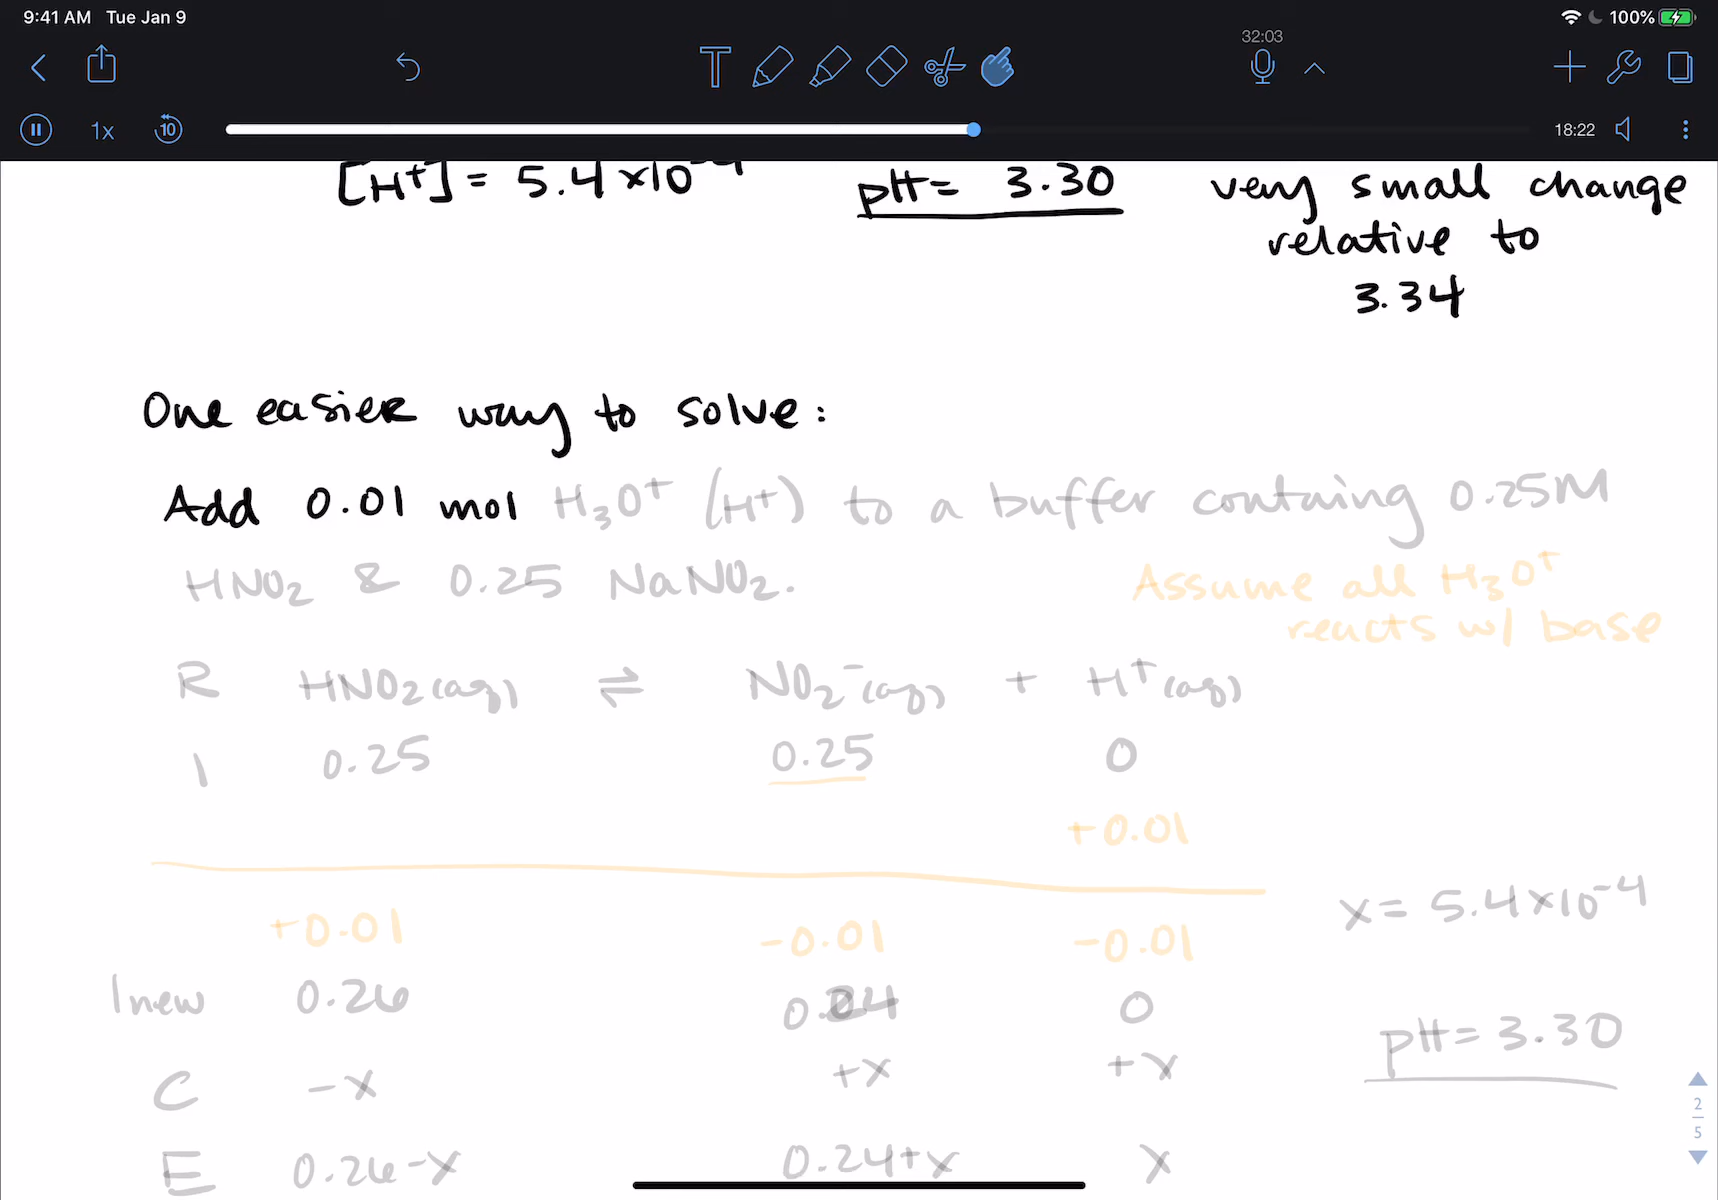 9:41 AM Tue Jan 9
100%
32:03
1x
10
18:22
[H+] = 5.4 x10⁻⁴ pH = 3.30 very small change
relative to
3.34
One easier way to solve:
Add 0.01 mol H₃O⁺ (H⁺) to a buffer containg 0.25M
HNO₂ & 0.25 NaNO₂.
Assume all H₃O⁺
reacts w/ base
R HNO₂(aq) ⇌ NO₂⁻(aq) + H⁺(aq)
I 0.25 0.25 0
+0.01
+0.01 -0.01 -0.01
x = 5.4x10⁻⁴
Inew 0.26 0.24 0
pH = 3.30
C -x +x +x
E 0.26-x 0.24+x x
2
5